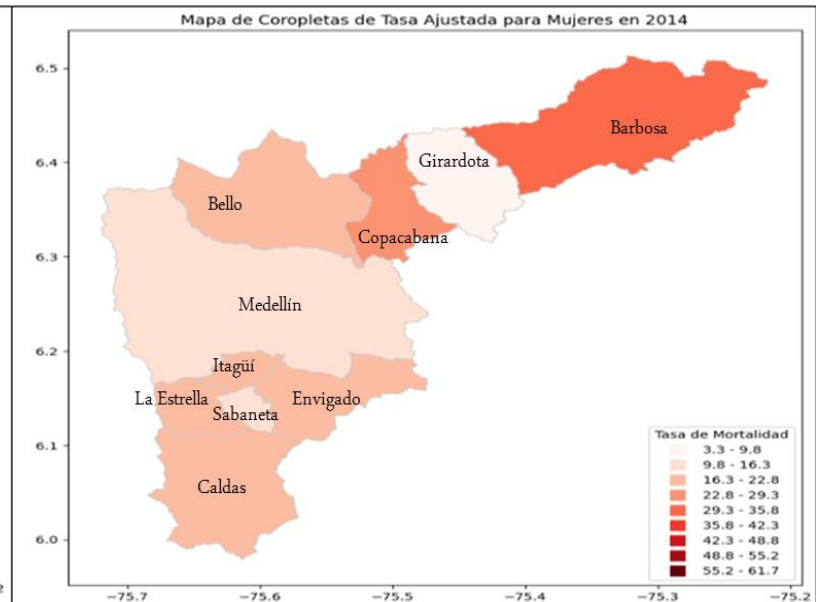 Mapa de Coropletas de Tasa Ajustada para Mujeres en 2014
6.5
Barbosa
Girardota
6.4
Bello
Copacabana
6.3
Medellín
6.2
Itagüí
La Estrella
Envigado
Sabaneta
6.1
Caldas
6.0
Tasa de Mortalidad
3.3 - 9.8
9.8 - 16.3
16.3 - 22.8
22.8 - 29.3
29.3 - 35.8
35.8 - 42.3
42.3 - 48.8
48.8 - 55.2
55.2 - 61.7
−75.7 −75.6 −75.5 −75.4 −75.3 −75.2